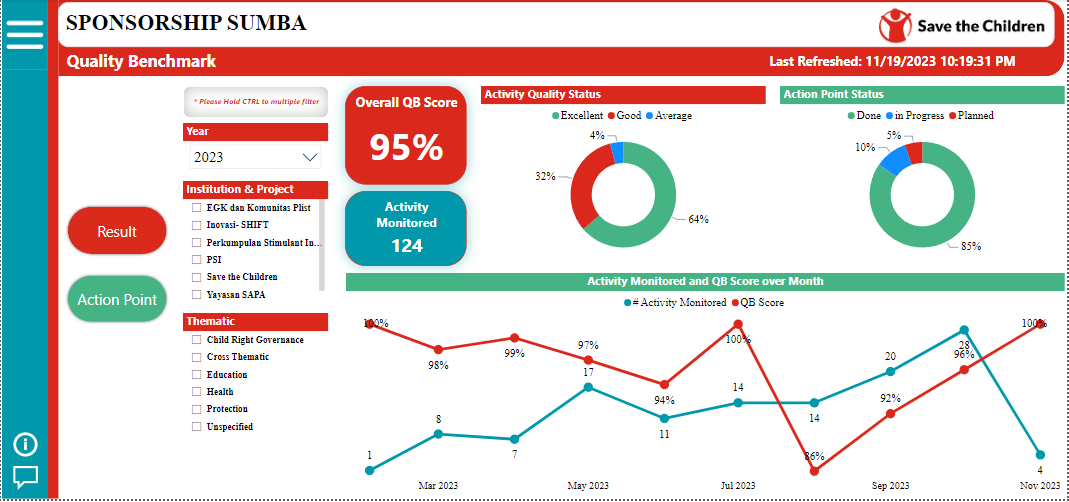 SPONSORSHIP SUMBA
Save the Children
Quality Benchmark
Last Refreshed: 11/19/2023 10:19:31 PM
* Please Hold CTRL to multiple filter
Year
2023
Institution & Project
EGK dan Komunitas Plist
Inovasi- SHIFT
Perkumpulan Stimulant In...
PSI
Save the Children
Yayasan SAPA
Thematic
Child Right Governance
Cross Thematic
Education
Health
Protection
Unspecified
Result
Action Point
Overall QB Score
95%
Activity
Monitored
124
Activity Quality Status
Excellent Good Average
4%
32%
64%
Action Point Status
Done in Progress Planned
5%
10%
85%
Activity Monitored and QB Score over Month
# Activity Monitored QB Score
100%
98%
99%
97%
94%
100%
86%
92%
96%
100%
1
8
7
17
11
14
14
20
28
4
Mar 2023
May 2023
Jul 2023
Sep 2023
Nov 2023